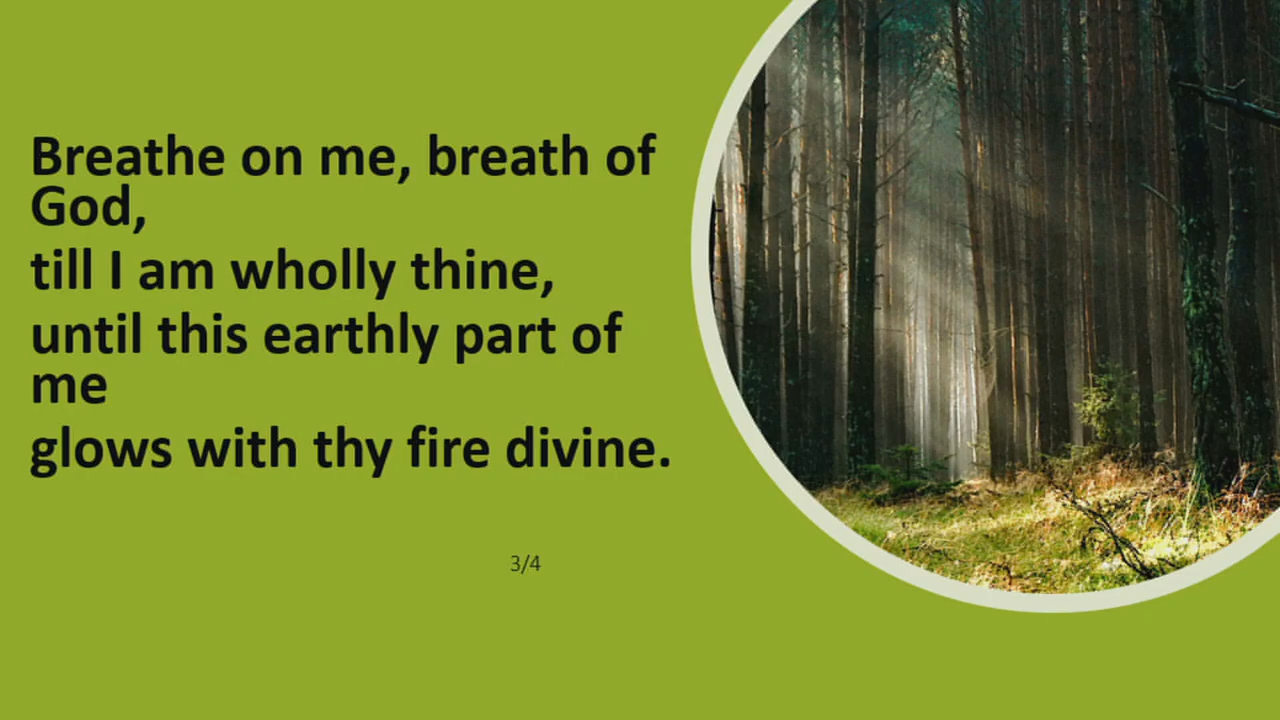 Breathe on me, breath of
God,
till I am wholly thine,
until this earthly part of
me
glows with thy fire divine.
3/4